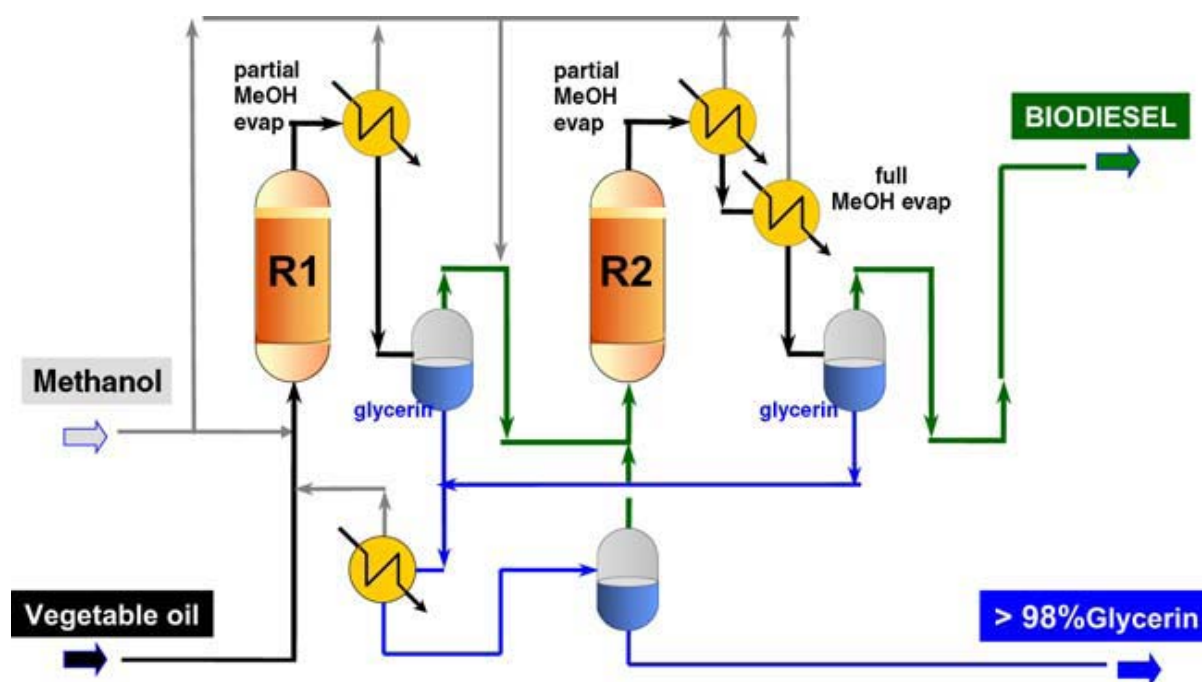 partial
MeOH
evap
partial
MeOH
evap
BIODIESEL
full
MeOH evap
R1
R2
Methanol
glycerin
glycerin
Vegetable oil
> 98%Glycerin